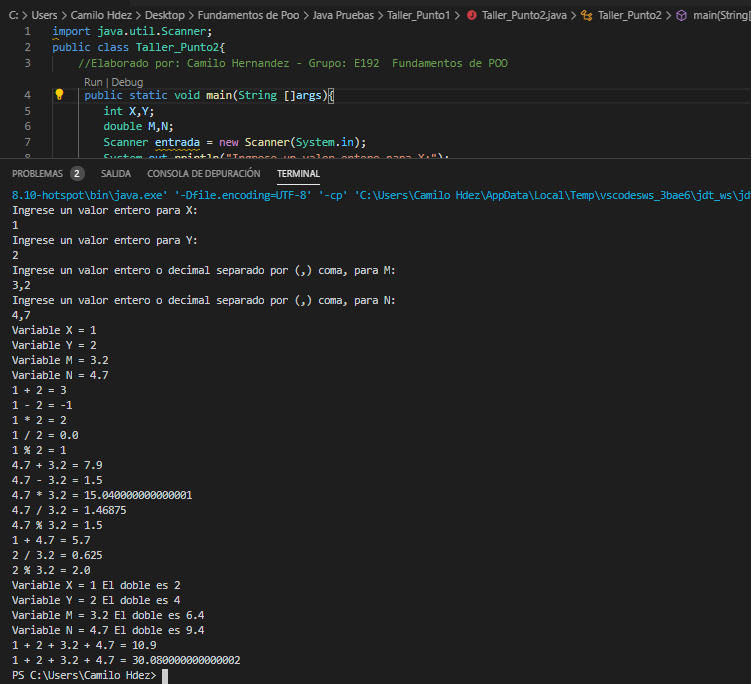 C: > Users > Camilo Hdez > Desktop > Fundamentos de Poo > Java Pruebas > Taller_Punto1 > Taller_Punto2.java > Taller_Punto2 > main(String[]
1 import java.util.Scanner;
2 public class Taller_Punto2{
3 //Elaborado por: Camilo Hernandez - Grupo: E192  Fundamentos de POO
Run | Debug
4 public static void main(String []args){
5 int X,Y;
6 double M,N;
7 Scanner entrada = new Scanner(System.in);
8 System.out.println("Ingrese un valor entero para X:");
PROBLEMAS 2 SALIDA CONSOLA DE DEPURACIÓN TERMINAL
8.10-hotspot\bin\java.exe' '-Dfile.encoding=UTF-8' '-cp' 'C:\Users\Camilo Hdez\AppData\Local\Temp\vscodesws_3bae6\jdt_ws\jd
Ingrese un valor entero para X:
1
Ingrese un valor entero para Y:
2
Ingrese un valor entero o decimal separado por (,) coma, para M:
3,2
Ingrese un valor entero o decimal separado por (,) coma, para N:
4,7
Variable X = 1
Variable Y = 2
Variable M = 3.2
Variable N = 4.7
1 + 2 = 3
1 - 2 = -1
1 * 2 = 2
1 / 2 = 0.0
1 % 2 = 1
4.7 + 3.2 = 7.9
4.7 - 3.2 = 1.5
4.7 * 3.2 = 15.040000000000001
4.7 / 3.2 = 1.46875
4.7 % 3.2 = 1.5
1 + 4.7 = 5.7
2 / 3.2 = 0.625
2 % 3.2 = 2.0
Variable X = 1 El doble es 2
Variable Y = 2 El doble es 4
Variable M = 3.2 El doble es 6.4
Variable N = 4.7 El doble es 9.4
1 + 2 + 3.2 + 4.7 = 10.9
1 + 2 + 3.2 + 4.7 = 30.080000000000002
PS C:\Users\Camilo Hdez>